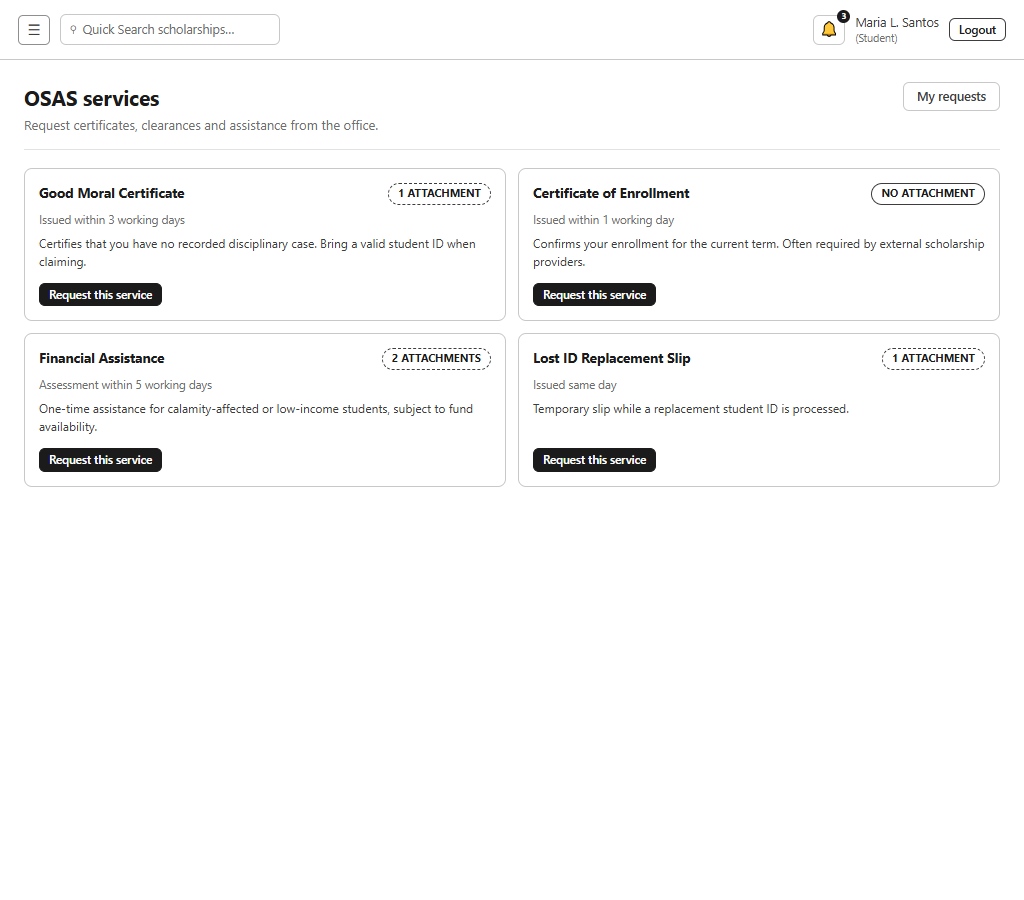 ☰
Quick Search scholarships...
3
Maria L. Santos
(Student)
Logout
OSAS services
My requests
Request certificates, clearances and assistance from the office.
Good Moral Certificate
1 ATTACHMENT
Issued within 3 working days
Certifies that you have no recorded disciplinary case. Bring a valid student ID when
claiming.
Request this service
Certificate of Enrollment
NO ATTACHMENT
Issued within 1 working day
Confirms your enrollment for the current term. Often required by external scholarship
providers.
Request this service
Financial Assistance
2 ATTACHMENTS
Assessment within 5 working days
One-time assistance for calamity-affected or low-income students, subject to fund
availability.
Request this service
Lost ID Replacement Slip
1 ATTACHMENT
Issued same day
Temporary slip while a replacement student ID is processed.
Request this service